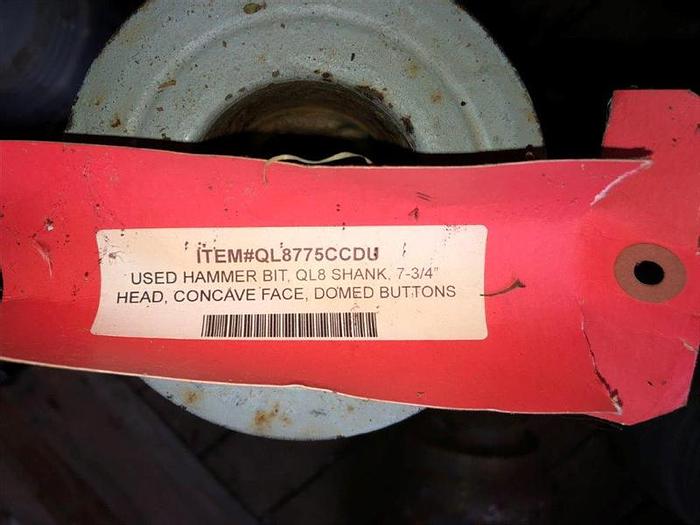 ITEM#QL8775CCDU
USED HAMMER BIT, QL8 SHANK, 7-3/4"
HEAD, CONCAVE FACE, DOMED BUTTONS